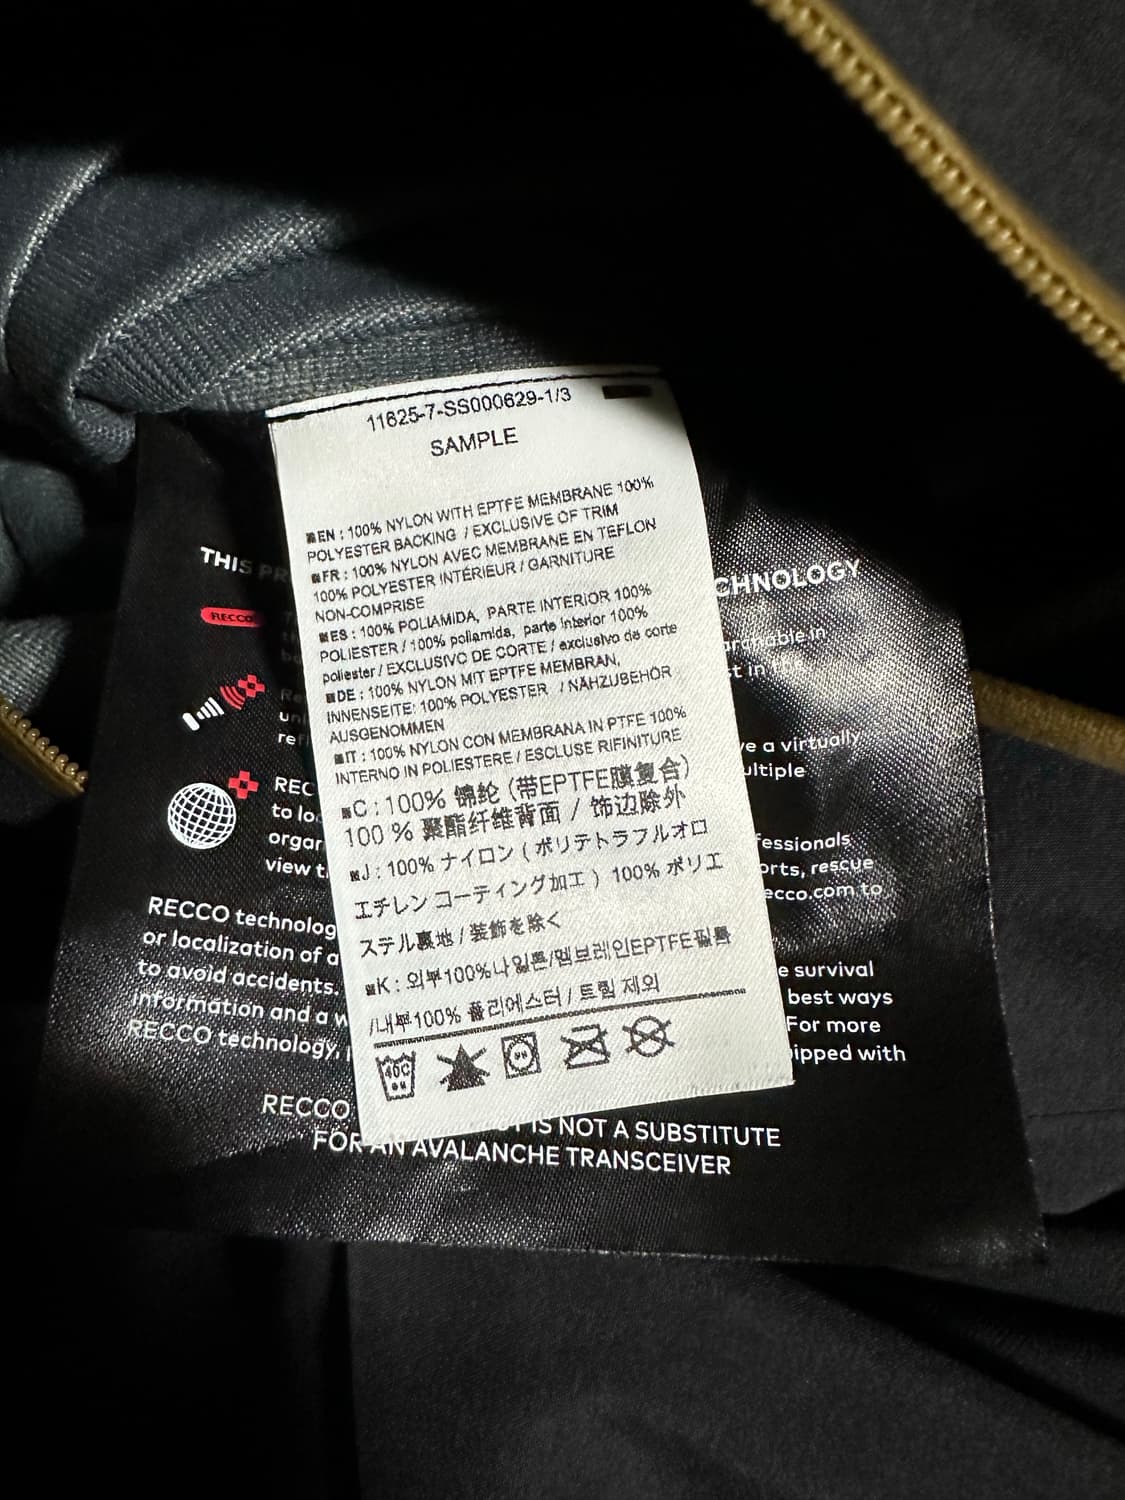 11625-7-SS000629-1/3
SAMPLE
EN : 100% NYLON WITH EPTFE MEMBRANE 100%
POLYESTER BACKING / EXCLUSIVE OF TRIM
FR : 100% NYLON AVEC MEMBRANE EN TEFLON
100% POLYESTER INTÉRIEUR / GARNITURE
NON-COMPRISE
ES : 100% POLIAMIDA, PARTE INTERIOR 100%
POLIESTER / 100% poliamida, parte interior 100%
poliester / EXCLUSIVO DE CORTE / exclusivo de corte
DE : 100% NYLON MIT EPTFE MEMBRAN,
INNENSEITE: 100% POLYESTER / NÄHZUBEHÖR
AUSGENOMMEN
IT : 100% NYLON CON MEMBRANA IN PTFE 100%
INTERNO IN POLIESTERE / ESCLUSE RIFINITURE
C : 100% 锦纶 (带EPTFE膜复合)
100 % 聚酯纤维背面 / 饰边除外
J : 100% ナイロン ( ポリテトラフルオロ
エチレン コーティング加工 ) 100% ポリエ
ステル裏地 / 装飾を除く
K : 외부100%나일론/멤브레인EPTFE필름
/내부100% 폴리에스터 / 트림 제외
40C
THIS
CHNOLOGY
RECCO
in
st in
ve a virtually
REC
ultiple
to lo
organ
fessionals
view t
orts, rescue
ecco.com to
RECCO technolog
or localization of a
e survival
to avoid accidents.
best ways
information and a w
For more
RECCO technology,
ipped with
RECCO IS NOT A SUBSTITUTE
FOR AN AVALANCHE TRANSCEIVER